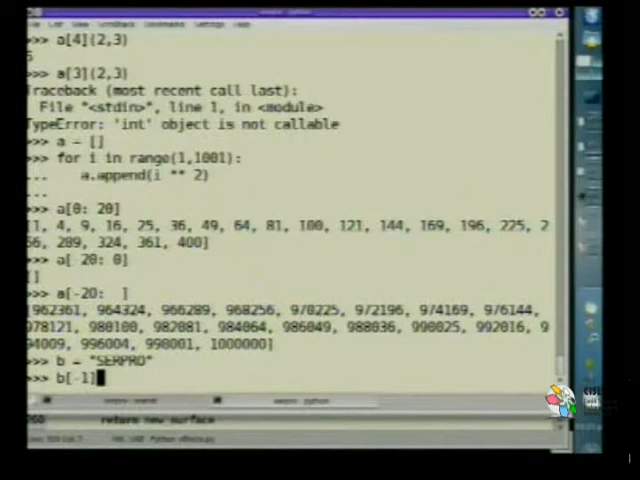 >>> a[4](2,3)
6
>>> a[3](2,3)
Traceback (most recent call last):
File "<stdin>", line 1, in <module>
TypeError: 'int' object is not callable
>>> a = []
>>> for i in range(1,1001):
... a.append(i ** 2)
...
>>> a[0: 20]
[1, 4, 9, 16, 25, 36, 49, 64, 81, 100, 121, 144, 169, 196, 225, 2
56, 289, 324, 361, 400]
>>> a[-20: 0]
[]
>>> a[-20: ]
[962361, 964324, 966289, 968256, 970225, 972196, 974169, 976144,
978121, 980100, 982081, 984064, 986049, 988036, 990025, 992016, 9
94009, 996004, 998001, 1000000]
>>> b = "SERPRO"
>>> b[-1]
return new_surface